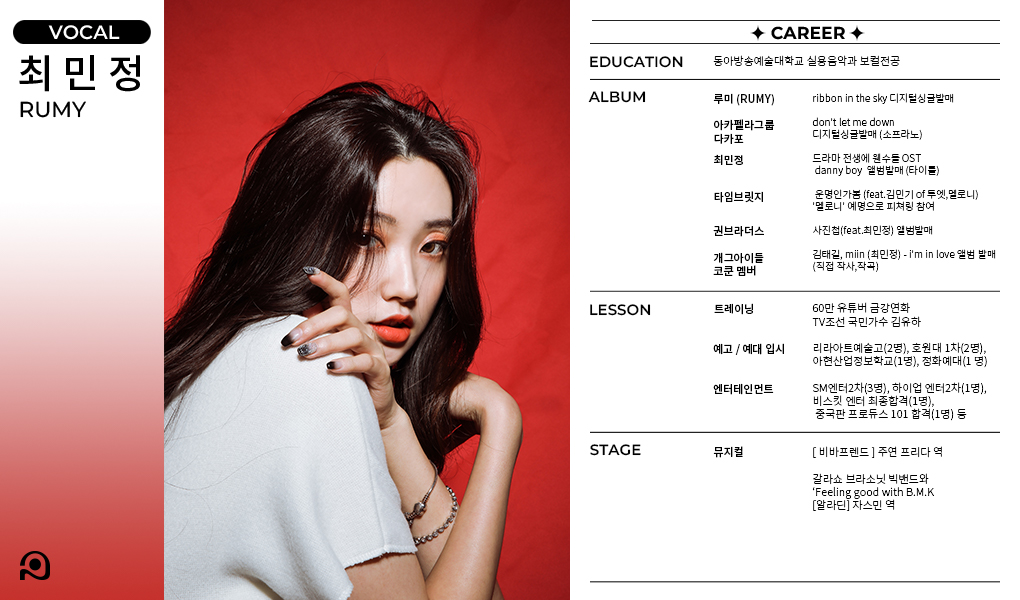 VOCAL
최민정
RUMY
✦ CAREER ✦
EDUCATION
동아방송예술대학교 실용음악과 보컬전공
ALBUM
루미 (RUMY)
ribbon in the sky 디지털싱글발매
아카펠라그룹
다카포
don't let me down
디지털싱글발매 (소프라노)
최민정
드라마 전생에 웬수들 OST
danny boy 앨범발매 (타이틀)
타임브릿지
운명인가봄 (feat.김민기 of 투엣,멜로니)
'멜로니' 예명으로 피쳐링 참여
권브라더스
사진첩(feat.최민정) 앨범발매
개그아이돌
코쿤 멤버
김태길, miin (최민정) - i'm in love 앨범 발매
(직접 작사,작곡)
LESSON
트레이닝
60만 유튜버 금강연화
TV조선 국민가수 김유하
예고 / 예대 입시
리라아트예술고(2명), 호원대 1차(2명),
아현산업정보학교(1명), 정화예대(1 명)
엔터테인먼트
SM엔터2차(3명), 하이업 엔터2차(1명),
비스킷 엔터 최종합격(1명),
중국판 프로듀스 101 합격(1명) 등
STAGE
뮤지컬
[ 비바프렌드 ] 주연 프리다 역
갈라쇼 브라소닛 빅밴드와
'Feeling good with B.M.K
[알라딘] 자스민 역